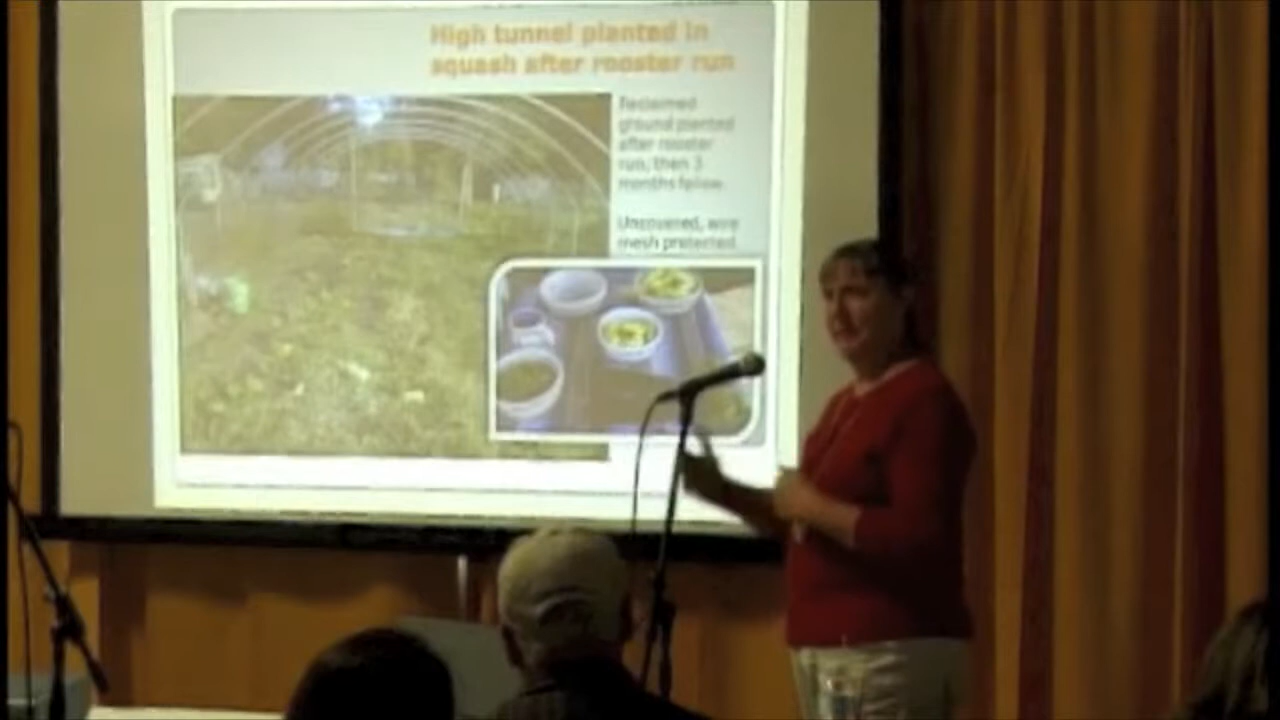 High tunnel planted in
squash after rooster run
Reclaimed
ground planted
after rooster
run, then 3
months fallow.
Uncovered, wire
mesh protected.